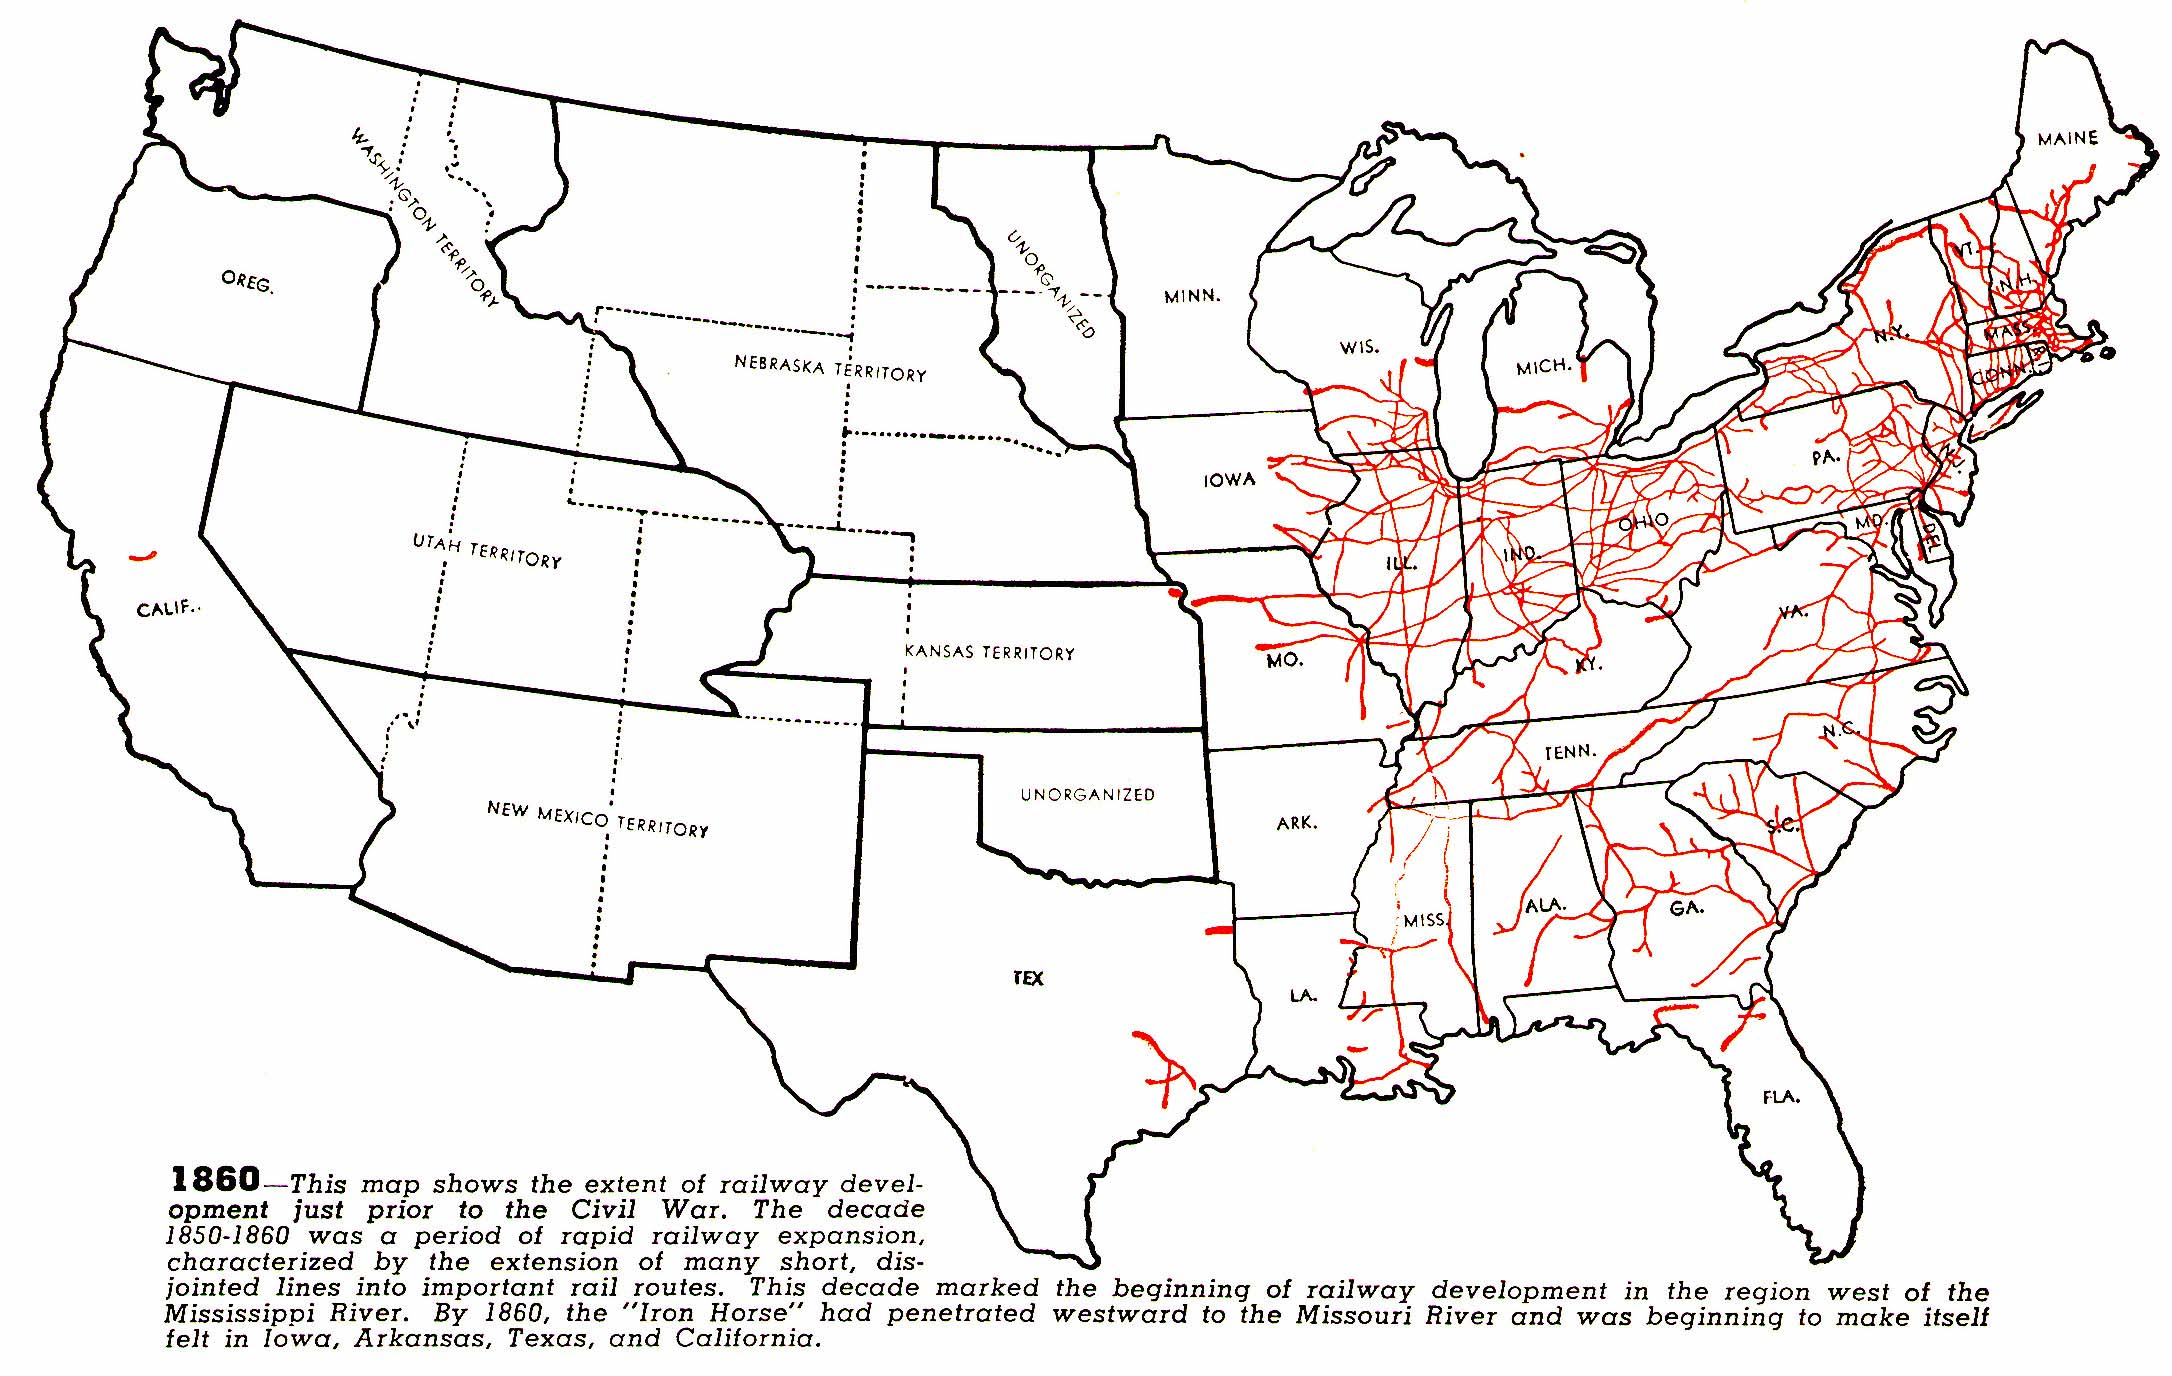 MAINE
WASHINGTON TERRITORY
VT.
OREG.
UNORGANIZED
N.H.
MINN.
N.Y.
MASS.
WIS.
R.I.
NEBRASKA TERRITORY
MICH.
CONN.
PA.
N.J.
IOWA
OHIO
MD.
DEL.
UTAH TERRITORY
IND.
ILL.
CALIF.
VA.
KANSAS TERRITORY
MO.
KY.
N.C.
TENN.
UNORGANIZED
NEW MEXICO TERRITORY
ARK.
S.C.
MISS.
ALA.
GA.
TEX
LA.
FLA.
1860—This map shows the extent of railway devel-
opment just prior to the Civil War. The decade
1850-1860 was a period of rapid railway expansion,
characterized by the extension of many short, dis-
jointed lines into important rail routes. This decade marked the beginning of railway development in the region west of the
Mississippi River. By 1860, the "Iron Horse" had penetrated westward to the Missouri River and was beginning to make itself
felt in Iowa, Arkansas, Texas, and California.